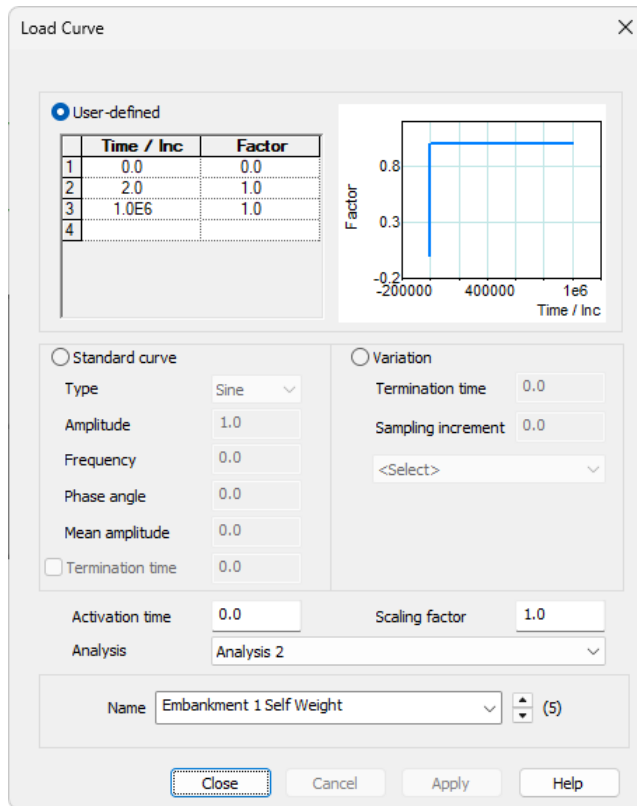 Load Curve
User-defined
Time / Inc Factor
1 0.0 0.0
2 2.0 1.0
3 1.0E6 1.0
4
Factor
0.8
0.3
-0.2
-200000 400000 1e6
Time / Inc
Standard curve
Type Sine
Amplitude 1.0
Frequency 0.0
Phase angle 0.0
Mean amplitude 0.0
Termination time 0.0
Variation
Termination time 0.0
Sampling increment 0.0
<Select>
Activation time 0.0 Scaling factor 1.0
Analysis Analysis 2
Name Embankment 1 Self Weight (5)
Close Cancel Apply Help